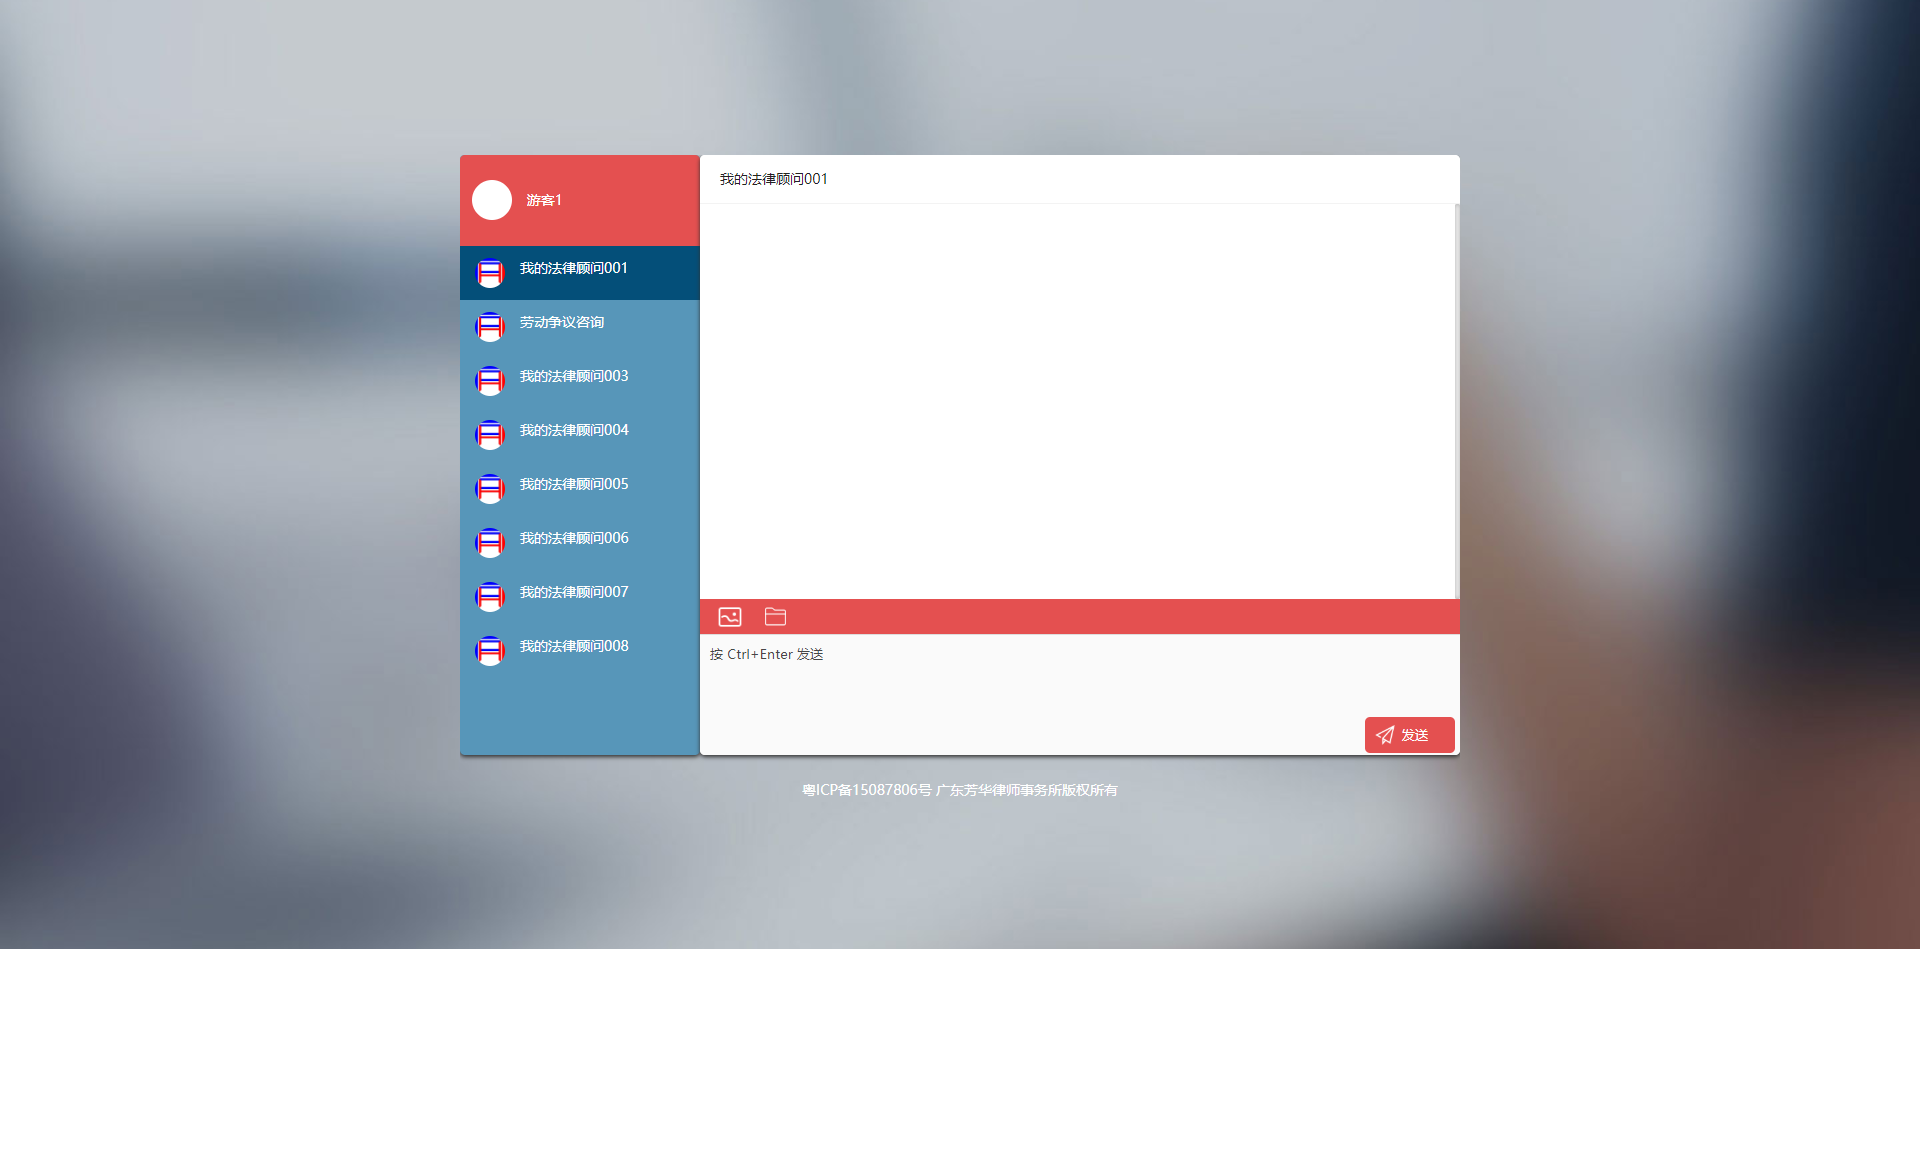 游客1
我的法律顾问001
劳动争议咨询
我的法律顾问003
我的法律顾问004
我的法律顾问005
我的法律顾问006
我的法律顾问007
我的法律顾问008
我的法律顾问001
按 Ctrl+Enter 发送
发送
粤ICP备15087806号 广东芳华律师事务所版权所有